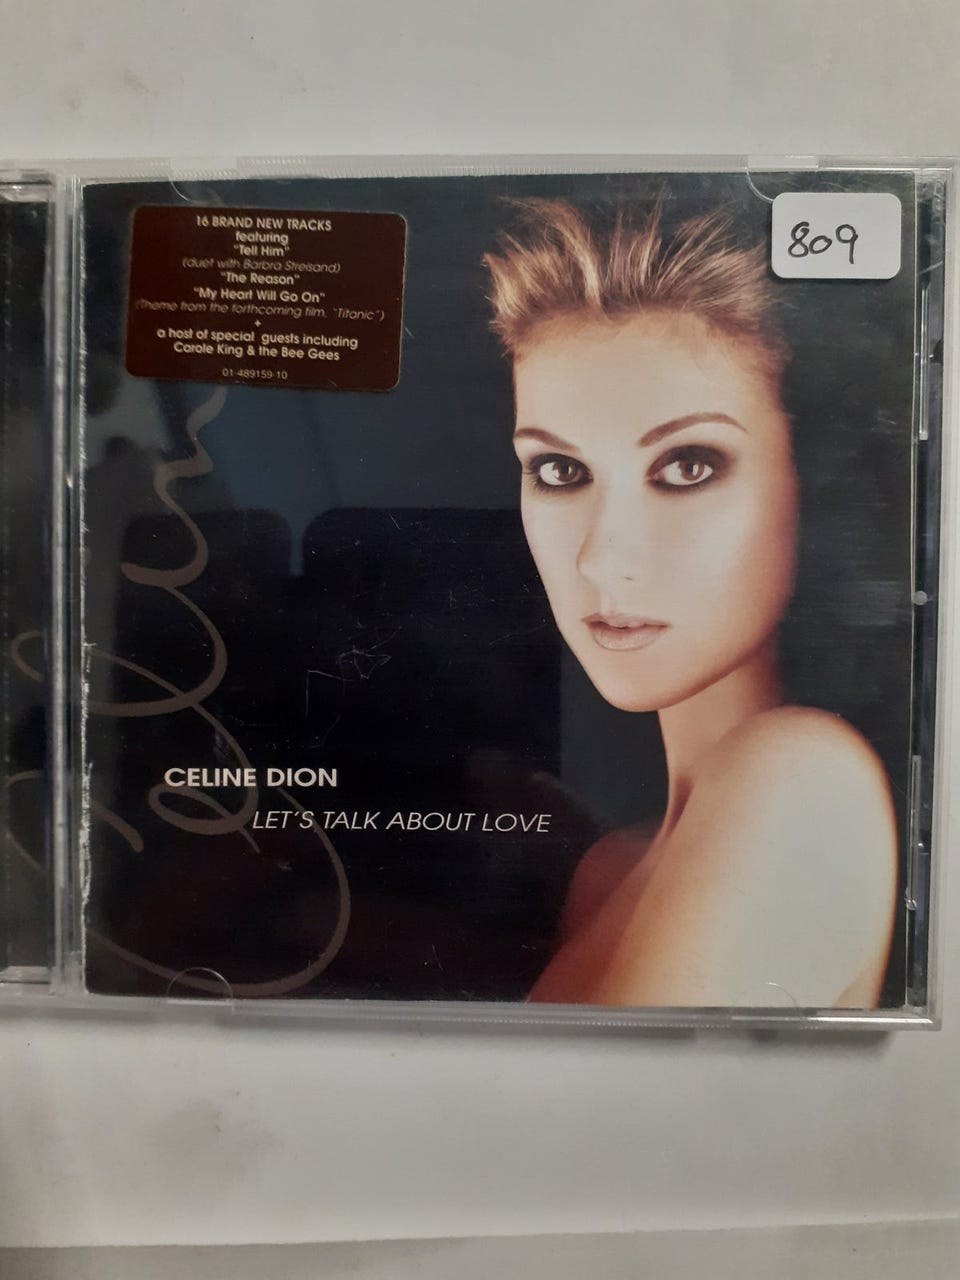 16 BRAND NEW TRACKS
featuring
"Tell Him"
(duet with Barbra Streisand)
"The Reason"
"My Heart Will Go On"
(Theme from the forthcoming film, "Titanic")
+
a host of special guests including
Carole King & the Bee Gees
01-489159-10
809
Celine
CELINE DION
LET'S TALK ABOUT LOVE